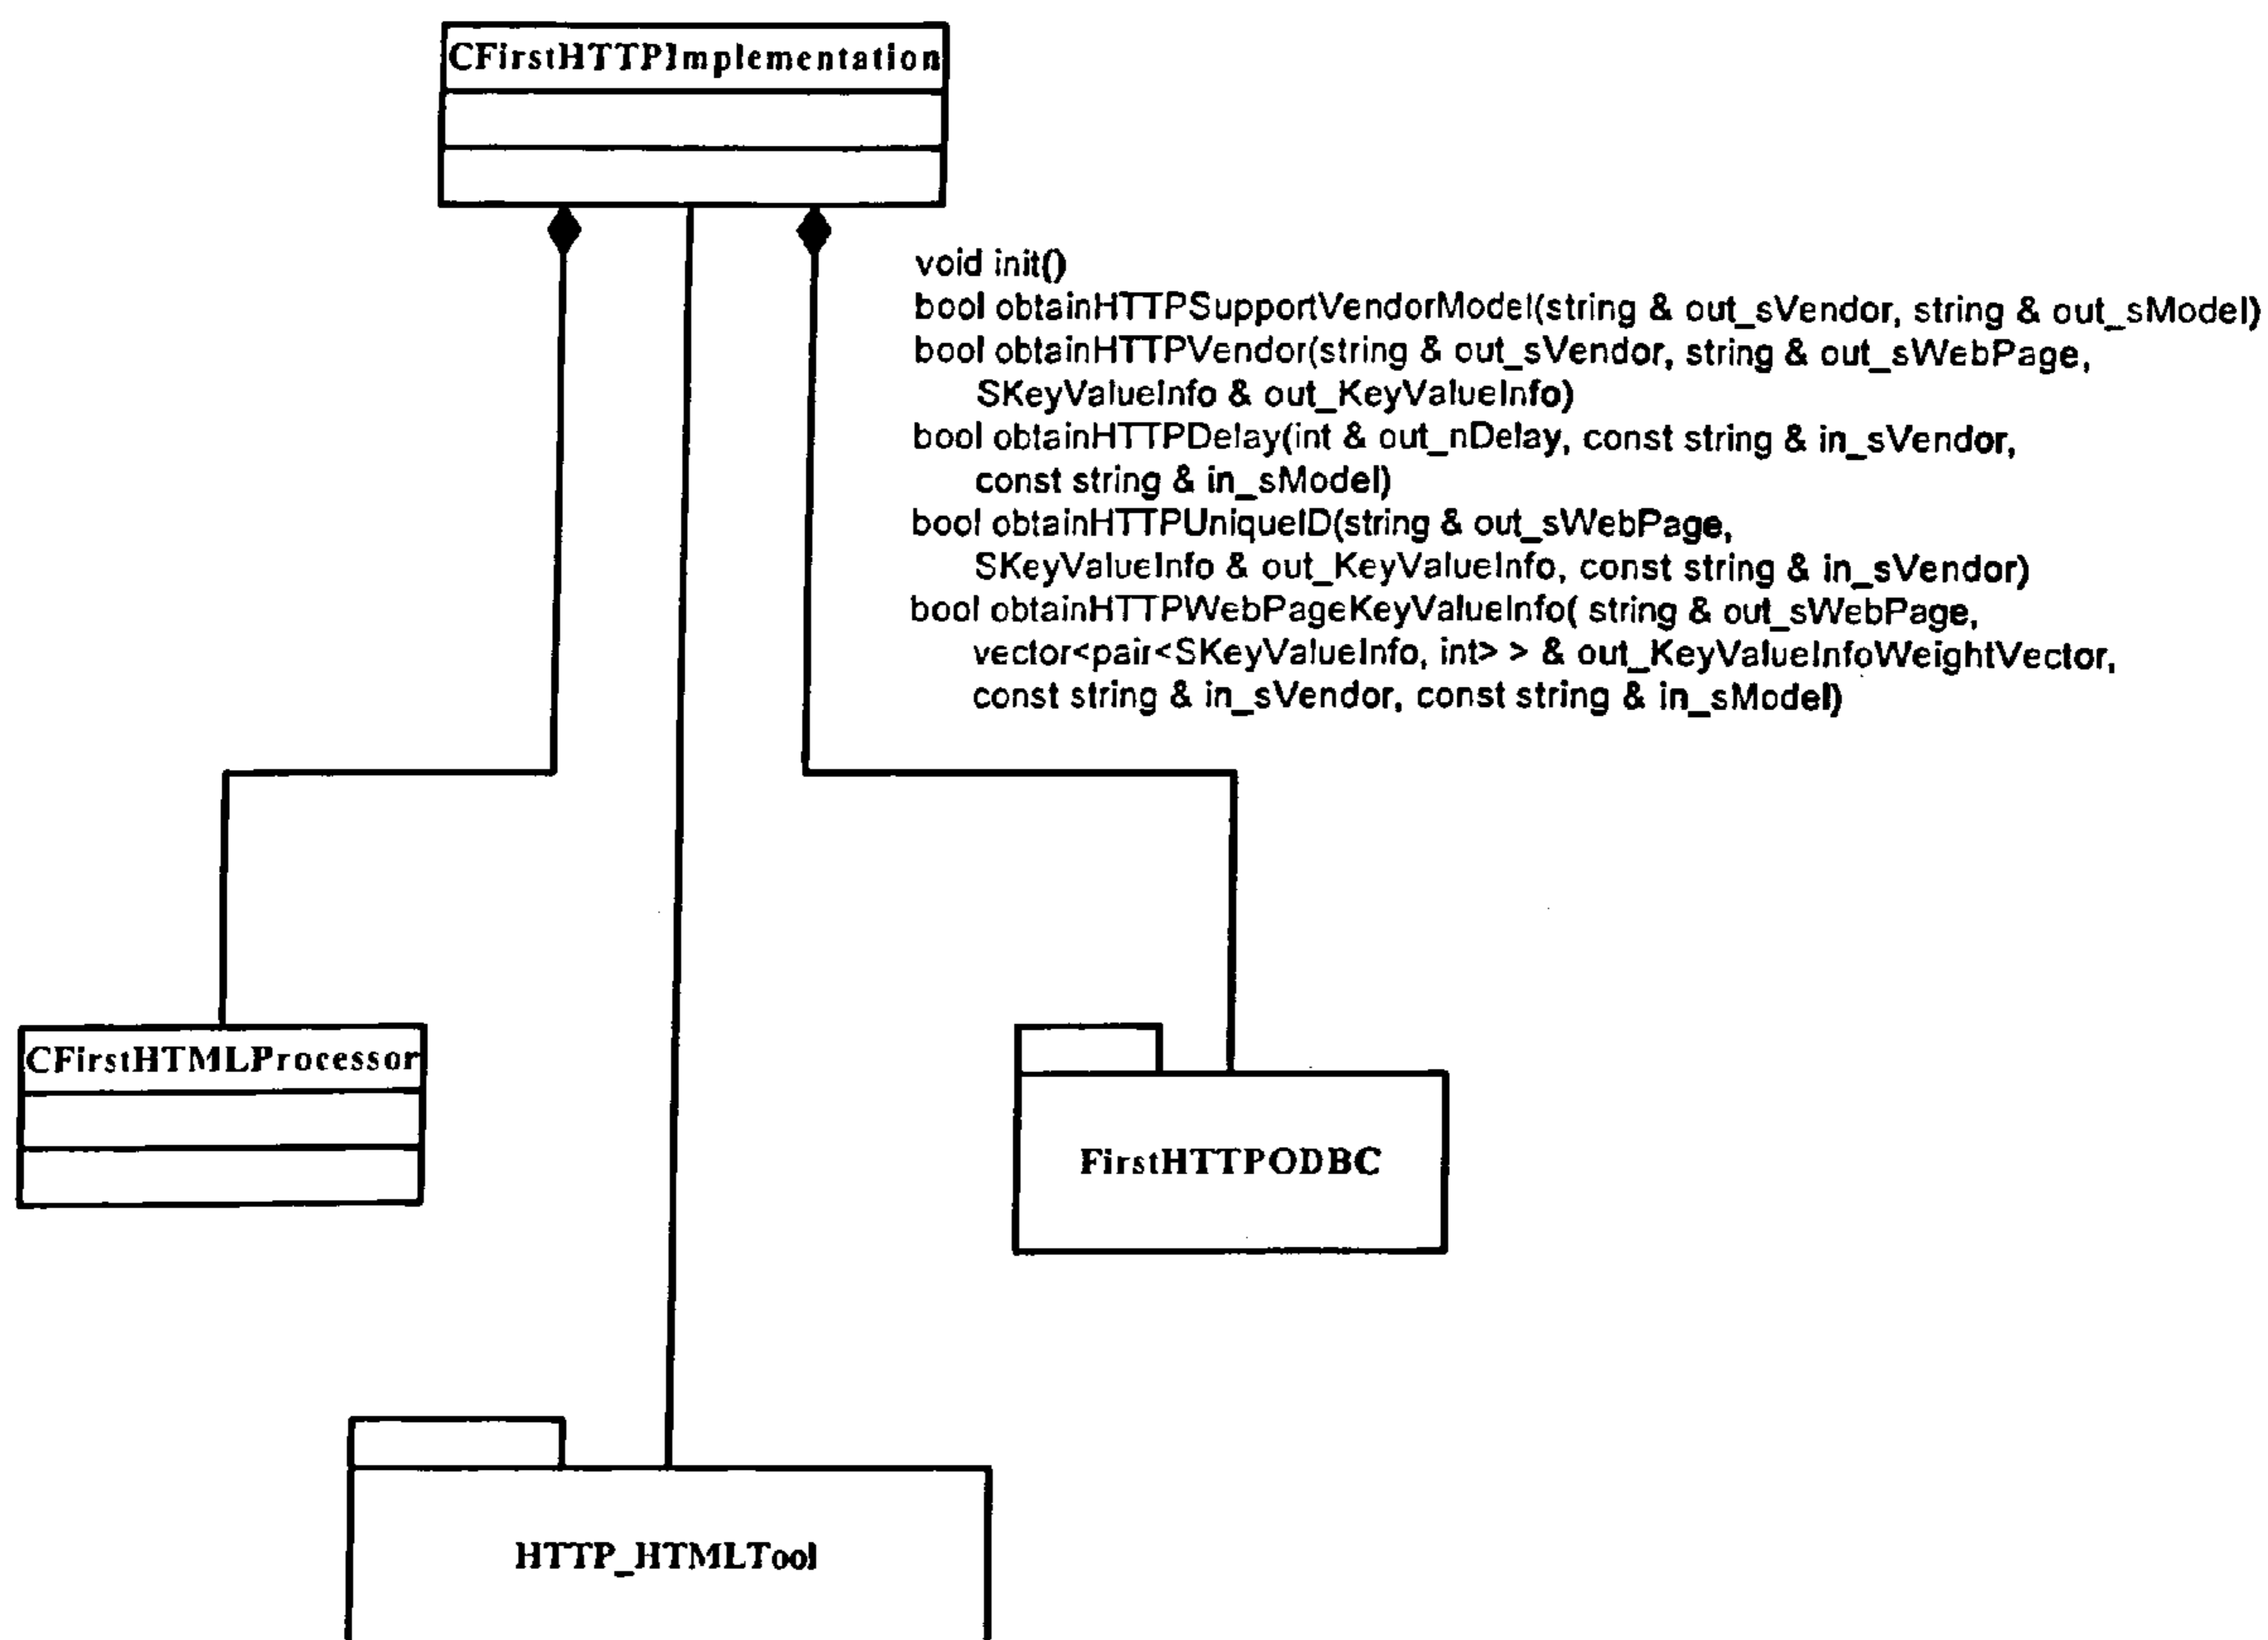 CFirstHTTPImplementation
void init()
bool obtainHTTPSupportVendorModel(string & out_sVendor, string & out_sModel)
bool obtainHTTPVendor(string & out_sVendor, string & out_sWebPage,
SKeyValueInfo & out_KeyValueInfo)
bool obtainHTTPDelay(int & out_nDelay, const string & in_sVendor,
const string & in_sModel)
bool obtainHTTPUniqueID(string & out_sWebPage,
SKeyValueInfo & out_KeyValueInfo, const string & in_sVendor)
bool obtainHTTPWebPageKeyValueInfo( string & out_sWebPage,
vector<pair<SKeyValueInfo, int> > & out_KeyValueInfoWeightVector,
const string & in_sVendor, const string & in_sModel)
CFirstHTMLProcessor
FirstHTTPODBC
HTTP_HTMLTool